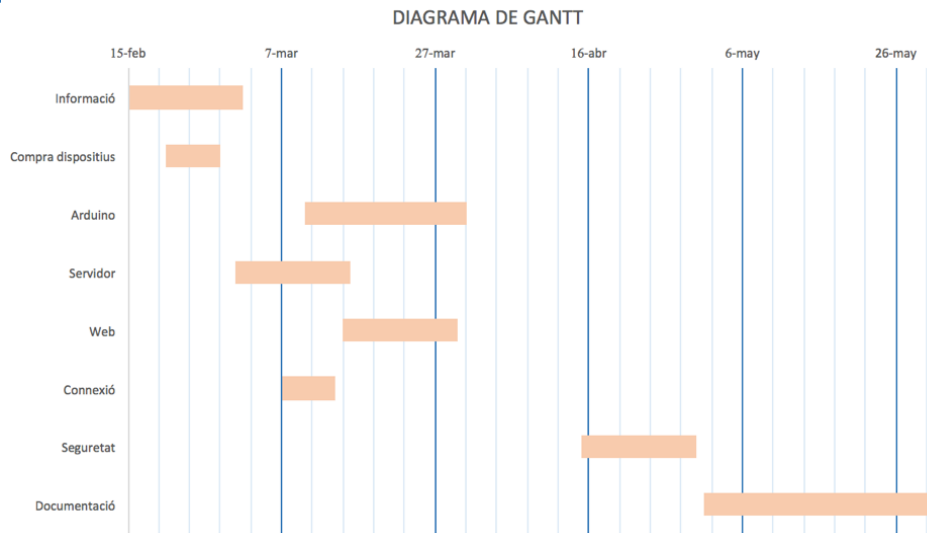 DIAGRAMA DE GANTT
15-feb 7-mar 27-mar 16-abr 6-may 26-may
Informació
Compra dispositius
Arduino
Servidor
Web
Connexió
Seguretat
Documentació